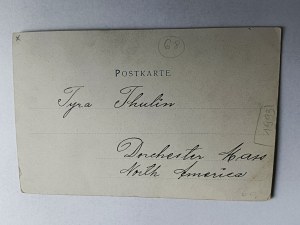 POSTKARTE
Tyra Thulin
Dorchester Mass
North America